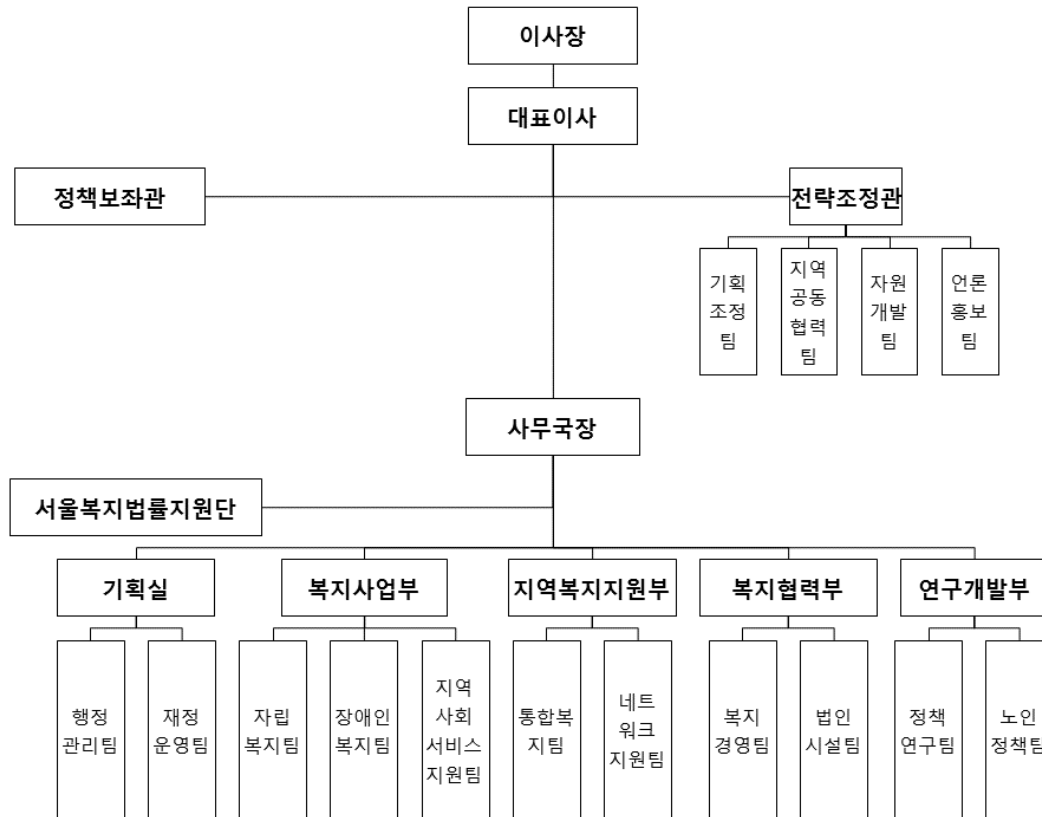 이사장
대표이사
정책보좌관
전략조정관
기획
조정
팀
지역
공동
협력
팀
자원
개발
팀
언론
홍보
팀
사무국장
서울복지법률지원단
기획실
복지사업부
지역복지지원부
복지협력부
연구개발부
행정
관리팀
재정
운영팀
자립
복지팀
장애인
복지팀
지역
사회
서비스
지원팀
통합복
지팀
네트
워크
지원팀
복지
경영팀
법인
시설팀
정책
연구팀
노인
정책팀